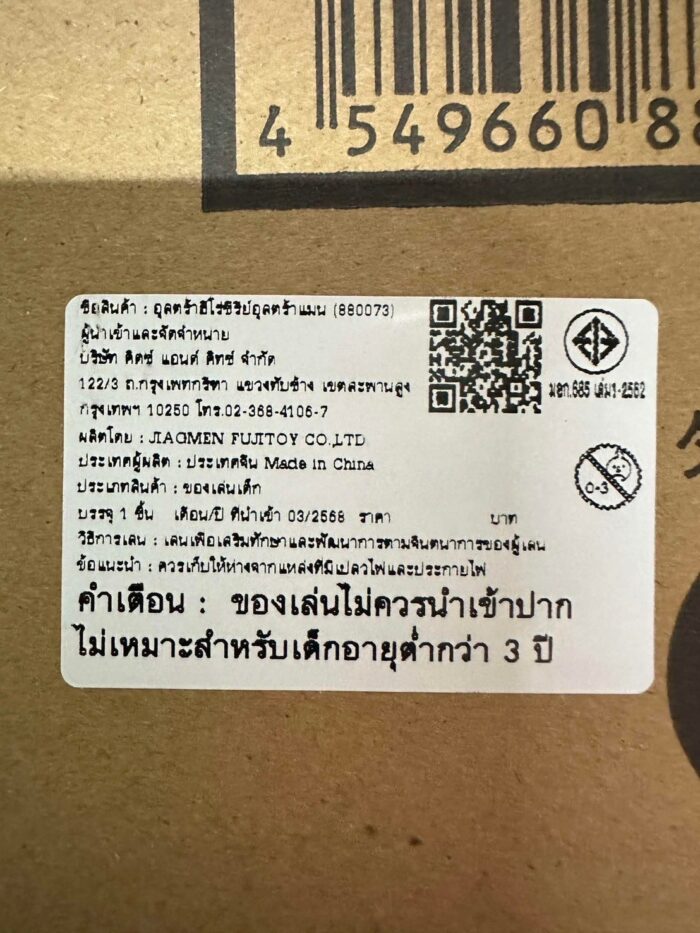 4 549660 8
ชื่อสินค้า : อุลตร้าฮีโร่ซีรี่ย์อุลตร้าแมน (880073)
ผู้นำเข้าและจัดจำหน่าย
บริษัท คิดซ์ แอนด์ คิทซ์ จำกัด
122/3 ถ.กรุงเทพกรีฑา แขวงทับช้าง เขตสะพานสูง
กรุงเทพฯ 10250 โทร.02-368-4106-7
ผลิตโดย : JIAOMEN FUJITOY CO.,LTD
ประเทศผู้ผลิต : ประเทศจีน Made in China
ประเภทสินค้า : ของเล่นเด็ก
บรรจุ 1 ชิ้น เดือน/ปี ที่นำเข้า 03/2568 ราคา บาท
วิธีการเล่น : เล่นเพื่อเสริมทักษะและพัฒนาการตามจินตนาการของผู้เล่น
ข้อแนะนำ : ควรเก็บให้ห่างจากแหล่งที่มีเปลวไฟและประกายไฟ
คำเตือน : ของเล่นไม่ควรนำเข้าปาก
ไม่เหมาะสำหรับเด็กอายุต่ำกว่า 3 ปี
มอก.685 เล่ม1-2562
0-3